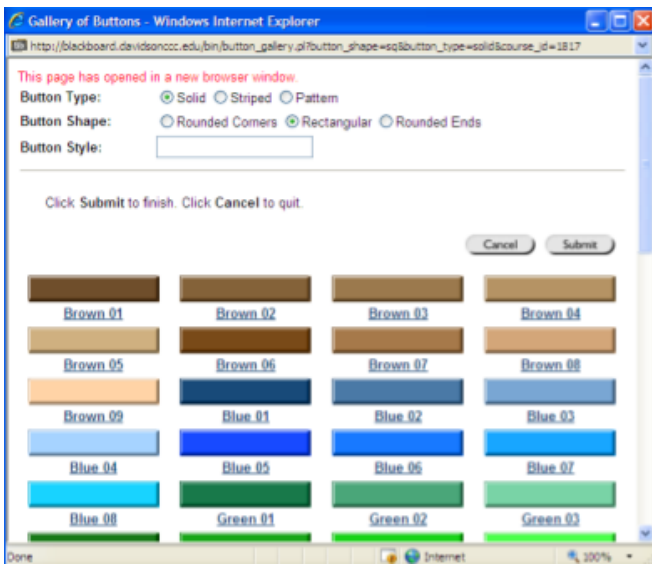 Gallery of Buttons - Windows Internet Explorer
http://blackboard.davidsonccc.edu/bin/button_gallery.pl?button_shape=sq&button_type=solid&course_id=1817
This page has opened in a new browser window.
Button Type: Solid Striped Pattern
Button Shape: Rounded Corners Rectangular Rounded Ends
Button Style:
Click Submit to finish. Click Cancel to quit.
Cancel Submit
Brown 01 Brown 02 Brown 03 Brown 04
Brown 05 Brown 06 Brown 07 Brown 08
Brown 09 Blue 01 Blue 02 Blue 03
Blue 04 Blue 05 Blue 06 Blue 07
Blue 08 Green 01 Green 02 Green 03
Done Internet 100%